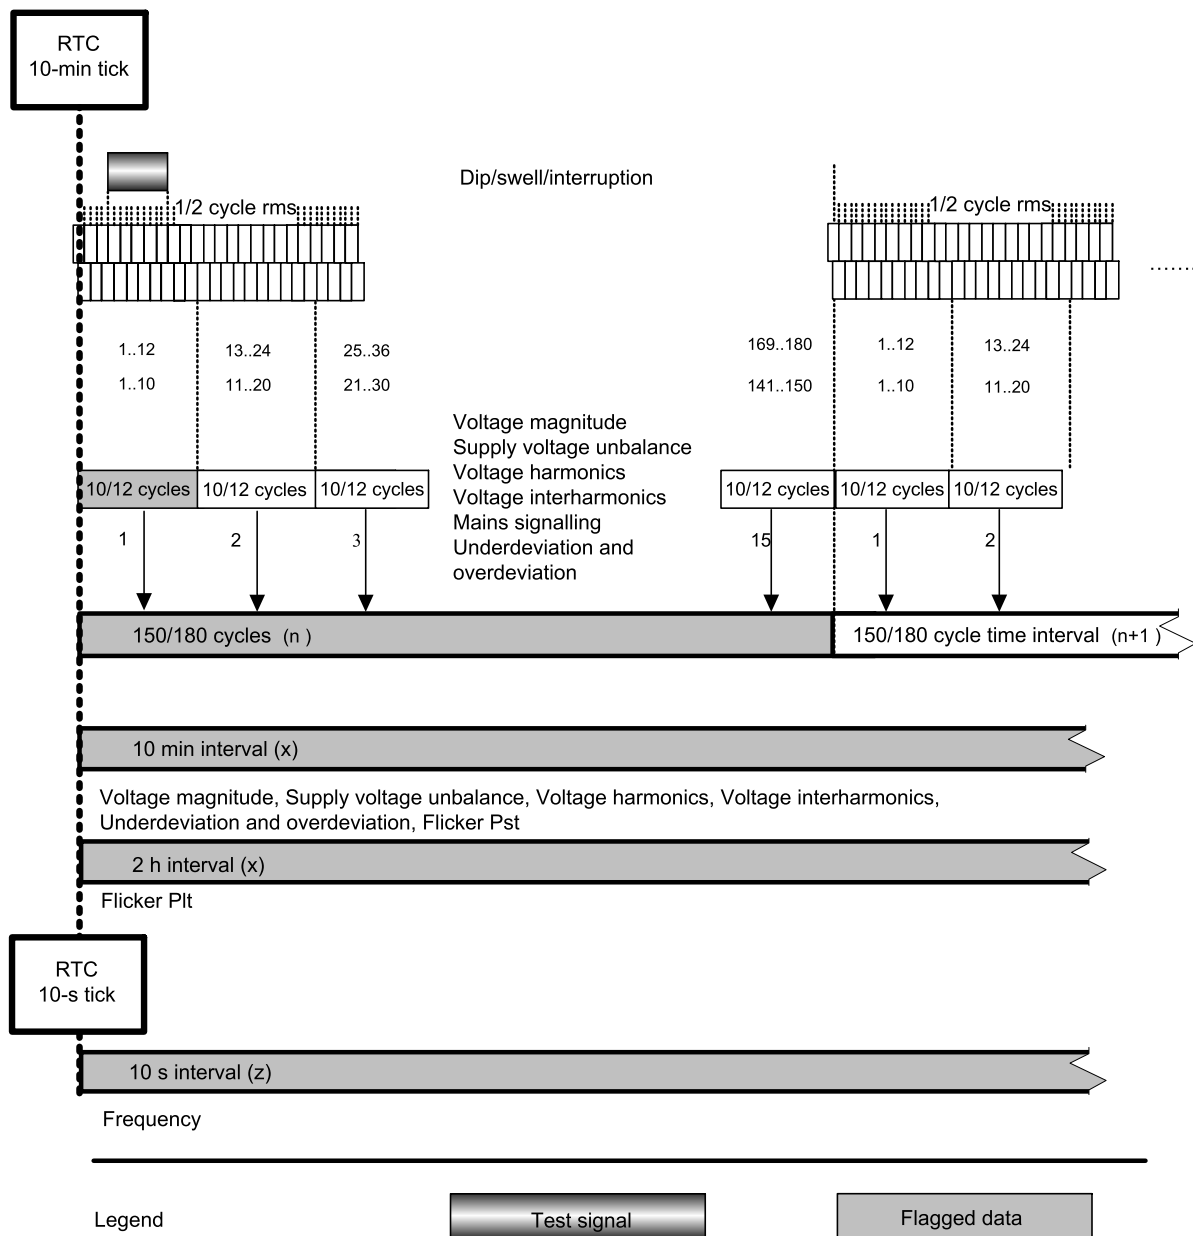 RTC
10-min tick
Dip/swell/interruption
1/2 cycle rms
1/2 cycle rms
1..12
13..24
25..36
169..180
1..12
13..24
1..10
11..20
21..30
141..150
1..10
11..20
Voltage magnitude
Supply voltage unbalance
Voltage harmonics
Voltage interharmonics
Mains signalling
Underdeviation and
overdeviation
10/12 cycles
10/12 cycles
10/12 cycles
10/12 cycles
10/12 cycles
10/12 cycles
1
2
3
15
1
2
150/180 cycles (n )
150/180 cycle time interval (n+1 )
10 min interval (x)
Voltage magnitude, Supply voltage unbalance, Voltage harmonics, Voltage interharmonics,
Underdeviation and overdeviation, Flicker Pst
2 h interval (x)
Flicker Plt
RTC
10-s tick
10 s interval (z)
Frequency
Legend
Test signal
Flagged data